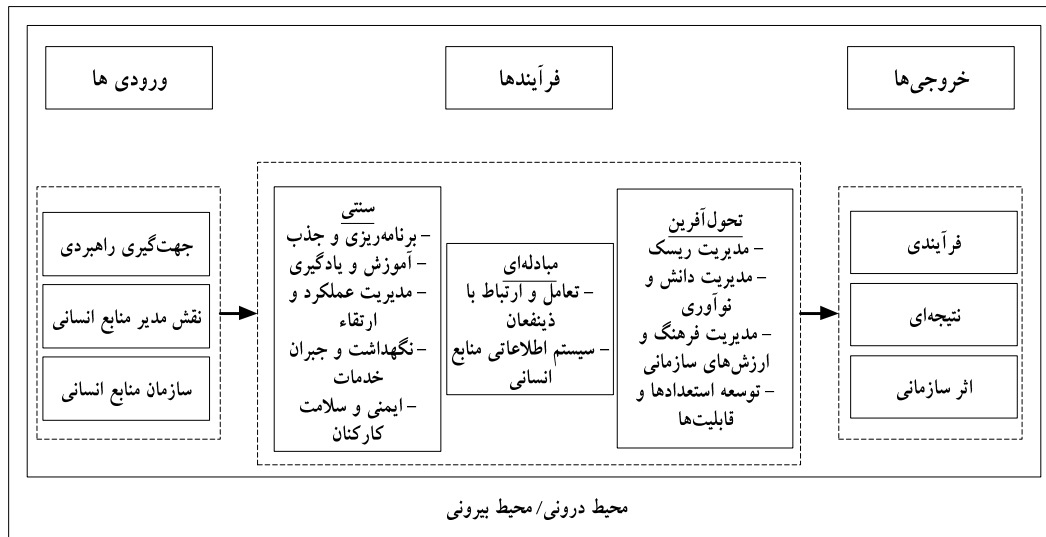 ورودی ها
فرآیندها
خروجی‌ها
جهت‌گیری راهبردی
نقش مدیر منابع انسانی
سازمان منابع انسانی
سنتی
– برنامه‌ریزی و جذب
– آموزش و یادگیری
– مدیریت عملکرد و
ارتقاء
– نگهداشت و جبران
خدمات
– ایمنی و سلامت
کارکنان
مبادله‌ای
– تعامل و ارتباط با
ذینفعان
– سیستم اطلاعاتی منابع
انسانی
تحول‌آفرین
– مدیریت ریسک
– مدیریت دانش و
نوآوری
– مدیریت فرهنگ و
ارزش‌های سازمانی
– توسعه استعدادها و
قابلیت‌ها
فرآیندی
نتیجه‌ای
اثر سازمانی
محیط درونی/ محیط بیرونی